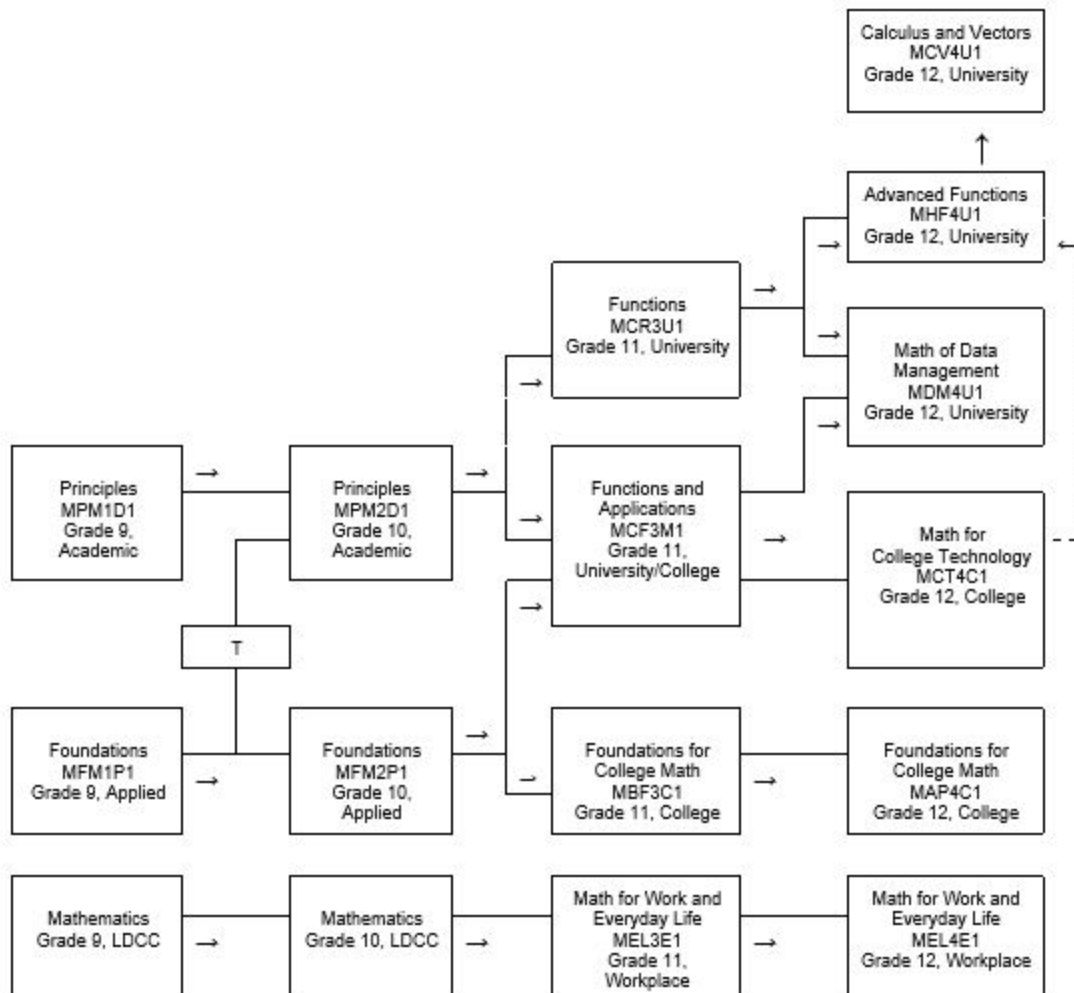 Calculus and Vectors
MCV4U1
Grade 12, University
Advanced Functions
MHF4U1
Grade 12, University
Functions
MCR3U1
Grade 11, University
Math of Data
Management
MDM4U1
Grade 12, University
Principles
MPM1D1
Grade 9,
Academic
Principles
MPM2D1
Grade 10,
Academic
Functions and
Applications
MCF3M1
Grade 11,
University/College
Math for
College Technology
MCT4C1
Grade 12, College
T
Foundations
MFM1P1
Grade 9, Applied
Foundations
MFM2P1
Grade 10,
Applied
Foundations for
College Math
MBF3C1
Grade 11, College
Foundations for
College Math
MAP4C1
Grade 12, College
Mathematics
Grade 9, LDCC
Mathematics
Grade 10, LDCC
Math for Work and
Everyday Life
MEL3E1
Grade 11,
Workplace
Math for Work and
Everyday Life
MEL4E1
Grade 12, Workplace